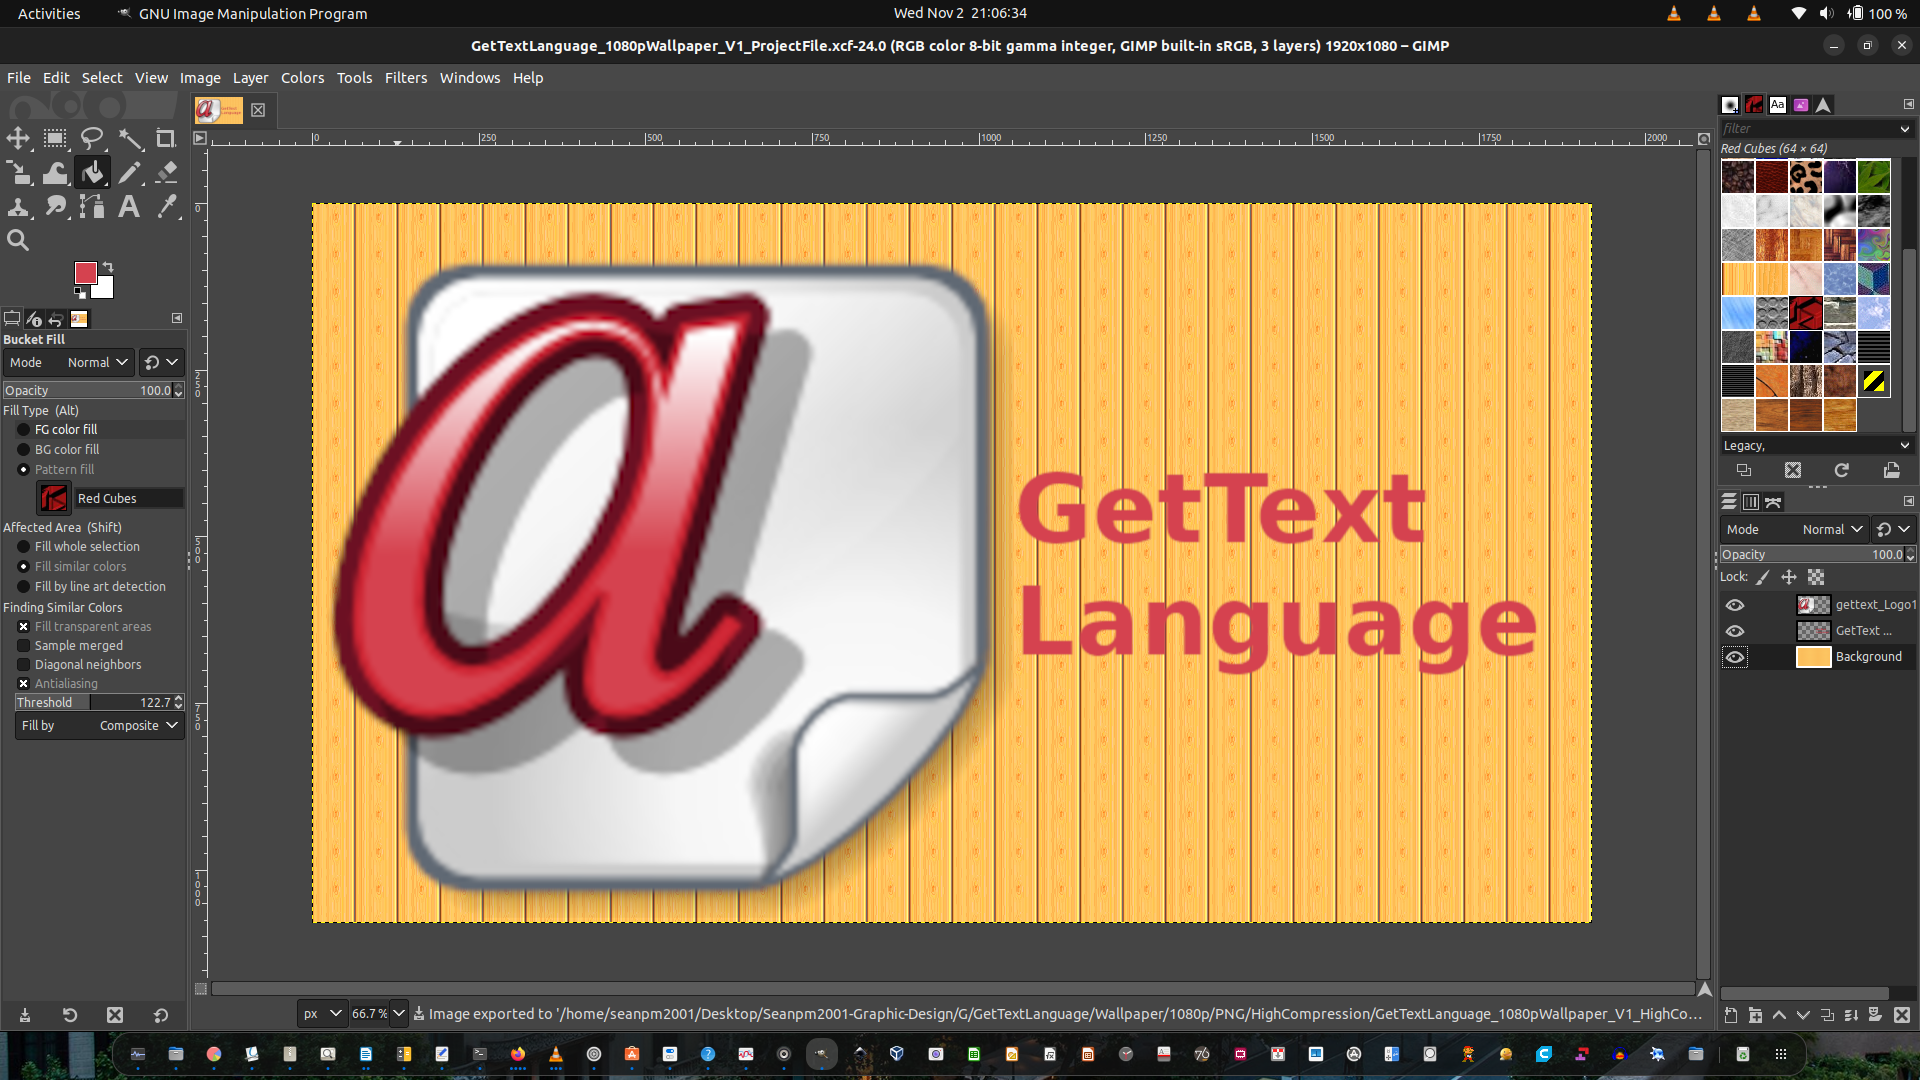 Activities
GNU Image Manipulation Program
Wed Nov 2 21:06:34
100 %
GetTextLanguage_1080pWallpaper_V1_ProjectFile.xcf-24.0 (RGB color 8-bit gamma integer, GIMP built-in sRGB, 3 layers) 1920x1080 – GIMP
File Edit Select View Image Layer Colors Tools Filters Windows Help
0 250 500 750 1000 1250 1500 1750 2000
0
250
500
750
1000
Bucket Fill
Mode Normal
Opacity 100.0
Fill Type (Alt)
FG color fill
BG color fill
Pattern fill
Red Cubes
Affected Area (Shift)
Fill whole selection
Fill similar colors
Fill by line art detection
Finding Similar Colors
Fill transparent areas
Sample merged
Diagonal neighbors
Antialiasing
Threshold 122.7
Fill by Composite
a
GetText
Language
Aa
filter
Red Cubes (64 × 64)
Legacy,
Mode Normal
Opacity 100.0
Lock:
gettext_Logo1
GetText ...
Background
px 66.7 % Image exported to '/home/seanpm2001/Desktop/Seanpm2001-Graphic-Design/G/GetTextLanguage/Wallpaper/1080p/PNG/HighCompression/GetTextLanguage_1080pWallpaper_V1_HighCo...